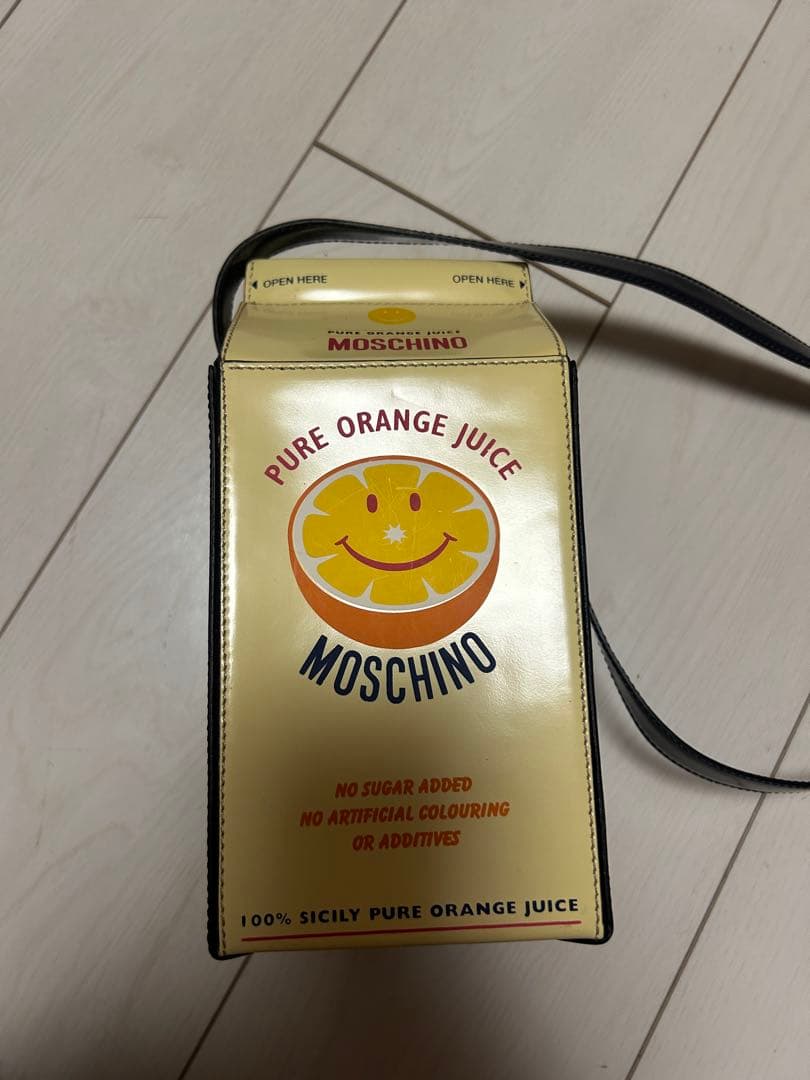 OPEN HERE OPEN HERE
PURE ORANGE JUICE
MOSCHINO
PURE ORANGE JUICE
MOSCHINO
NO SUGAR ADDED
NO ARTIFICIAL COLOURING
OR ADDITIVES
100% SICILY PURE ORANGE JUICE